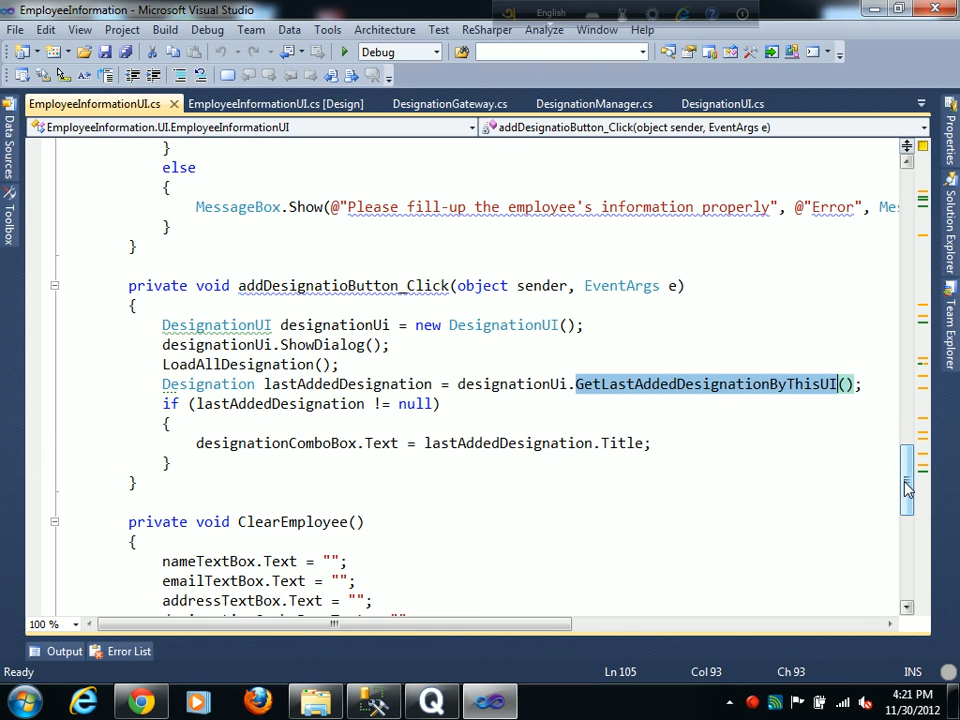 EmployeeInformation - Microsoft Visual Studio
English
File Edit View Project Build Debug Team Data Tools Architecture Test ReSharper Analyze Window Help
Debug
EmployeeInformationUI.cs EmployeeInformationUI.cs [Design] DesignationGateway.cs DesignationManager.cs DesignationUI.cs
EmployeeInformation.UI.EmployeeInformationUI addDesignatioButton_Click(object sender, EventArgs e)
Data Sources
Toolbox
Properties
Solution Explorer
Team Explorer
}
else
{
MessageBox.Show(@"Please fill-up the employee's information properly", @"Error", Mes
}
}
private void addDesignatioButton_Click(object sender, EventArgs e)
{
DesignationUI designationUi = new DesignationUI();
designationUi.ShowDialog();
LoadAllDesignation();
Designation lastAddedDesignation = designationUi.GetLastAddedDesignationByThisUI();
if (lastAddedDesignation != null)
{
designationComboBox.Text = lastAddedDesignation.Title;
}
}
private void ClearEmployee()
{
nameTextBox.Text = "";
emailTextBox.Text = "";
addressTextBox.Text = "";
100 %
Output Error List
Ready Ln 105 Col 93 Ch 93 INS
4:21 PM
11/30/2012